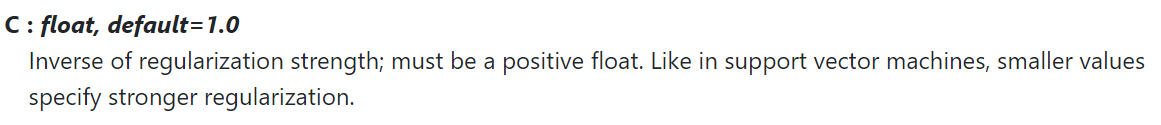 C : float, default=1.0
Inverse of regularization strength; must be a positive float. Like in support vector machines, smaller values
specify stronger regularization.